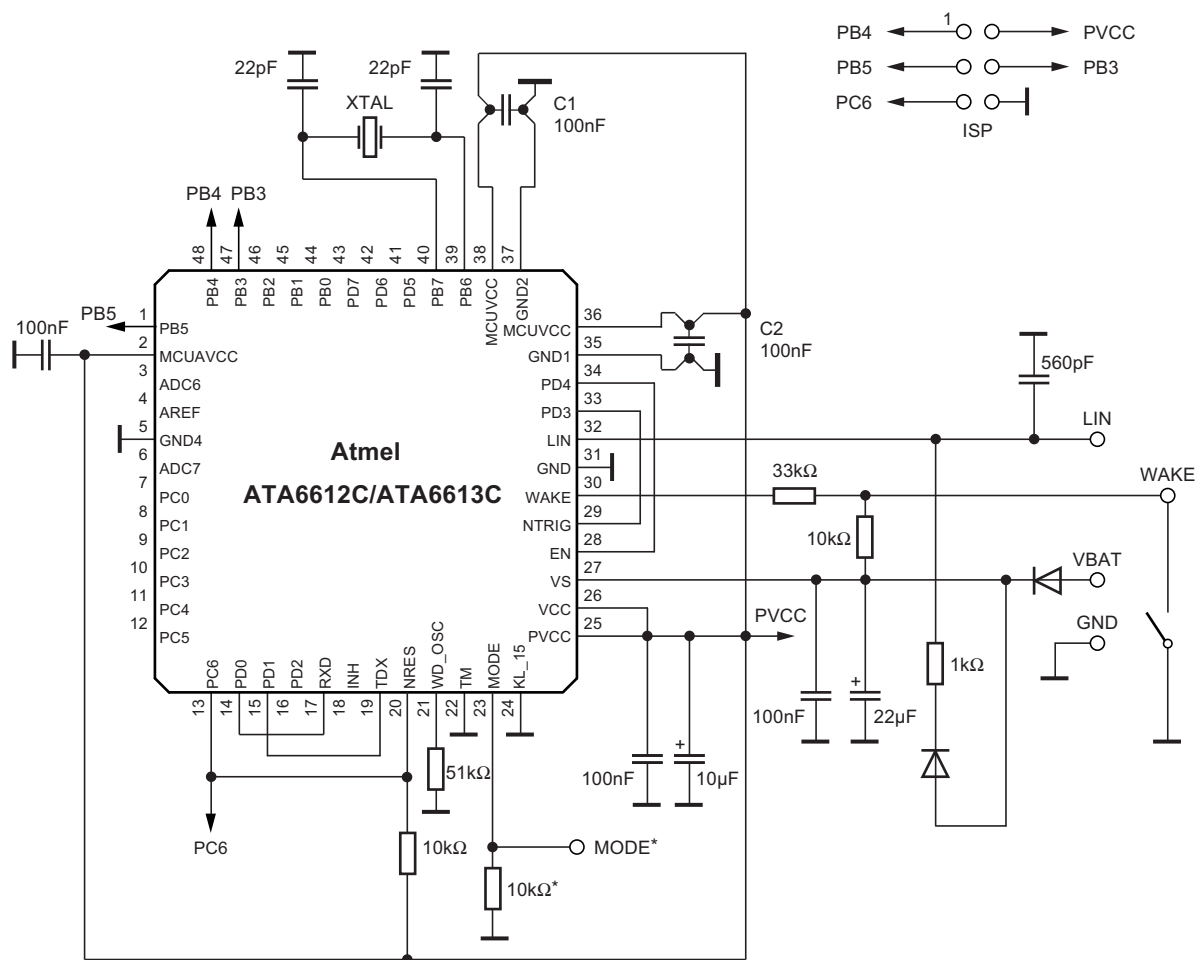 PB4
1
PVCC
PB5
PB3
PC6
ISP
22pF
22pF
XTAL
C1
100nF
PB4 PB3
48 47 46 45 44 43 42 41 40 39 38 37
PB4 PB3 PB2 PB1 PB0 PD7 PD6 PD5 PB7 PB6 MCUVCC GND2
PB5
100nF
1 PB5
2 MCUAVCC
3 ADC6
4 AREF
5 GND4
6 ADC7
7 PC0
8 PC1
9 PC2
10 PC3
11 PC4
12 PC5
Atmel
ATA6612C/ATA6613C
MCUVCC 36
GND1 35
PD4 34
PD3 33
LIN 32
GND 31
WAKE 30
NTRIG 29
EN 28
VS 27
VCC 26
PVCC 25
C2
100nF
560pF
LIN
33kΩ
WAKE
10kΩ
VBAT
PVCC
GND
1kΩ
PC6 PD0 PD1 PD2 RXD INH TDX NRES WD_OSC TM MODE KL_15
13 14 15 16 17 18 19 20 21 22 23 24
100nF
+
22µF
51kΩ
100nF
+
10µF
PC6
10kΩ
MODE*
10kΩ*